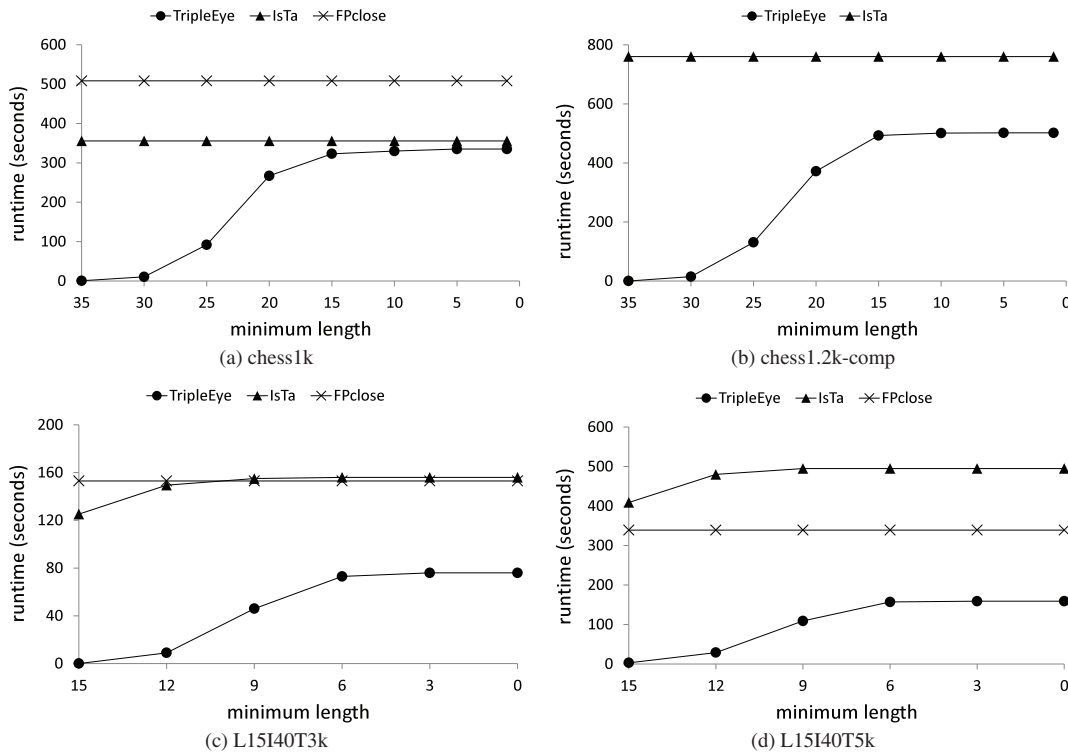 TripleEye IsTa FPclose
600
500
400
300
200
100
0
runtime (seconds)
35 30 25 20 15 10 5 0
minimum length
(a) chess1k
TripleEye IsTa
800
600
400
200
0
runtime (seconds)
35 30 25 20 15 10 5 0
minimum length
(b) chess1.2k-comp
TripleEye IsTa FPclose
200
160
120
80
40
0
runtime (seconds)
15 12 9 6 3 0
minimum length
(c) L15I40T3k
TripleEye IsTa FPclose
600
500
400
300
200
100
0
runtime (seconds)
15 12 9 6 3 0
minimum length
(d) L15I40T5k